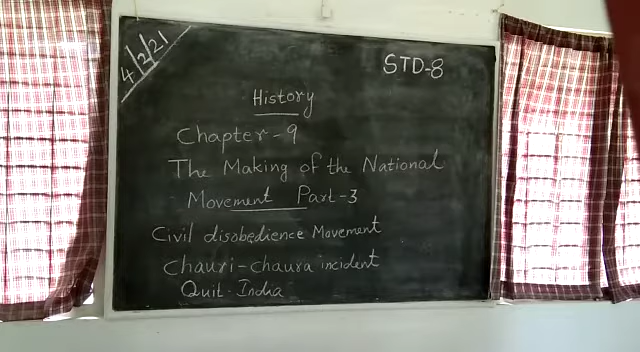 4/2/21
STD-8
History
Chapter-9
The Making of the National
Movement Part-3
Civil disobedience Movement
Chauri-chaura incident
Quit-India